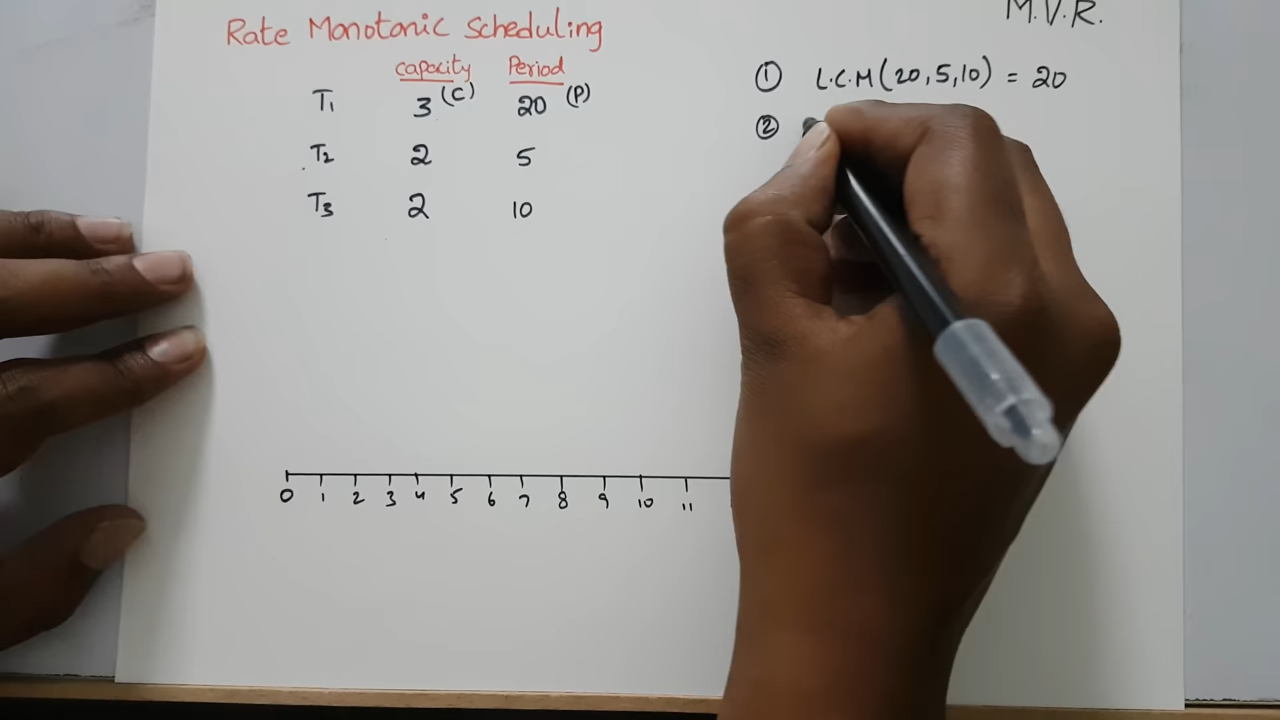 Rate Monotonic Scheduling
M.V.R.
capacity Period
T1 3 (C) 20 (P)
T2 2 5
T3 2 10
① L.C.M(20,5,10) = 20
②
0 1 2 3 4 5 6 7 8 9 10 11